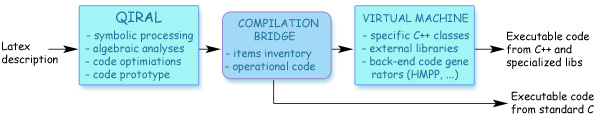 Latex
description
QIRAL
- symbolic processing
- algebraic analyses
- code optimiations
- code prototype
COMPILATION
BRIDGE
- items inventory
- operational code
VIRTUAL MACHINE
- specific C++ classes
- external libraries
- back-end code gene
rators (HMPP, ...)
Executable code
from C++ and
specialized libs
Executable code
from standard C